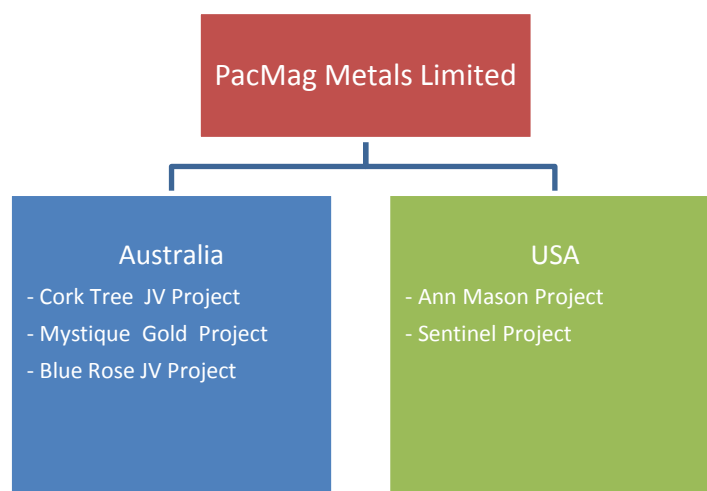 PacMag Metals Limited
Australia
- Cork Tree JV Project
- Mystique Gold Project
- Blue Rose JV Project
USA
- Ann Mason Project
- Sentinel Project